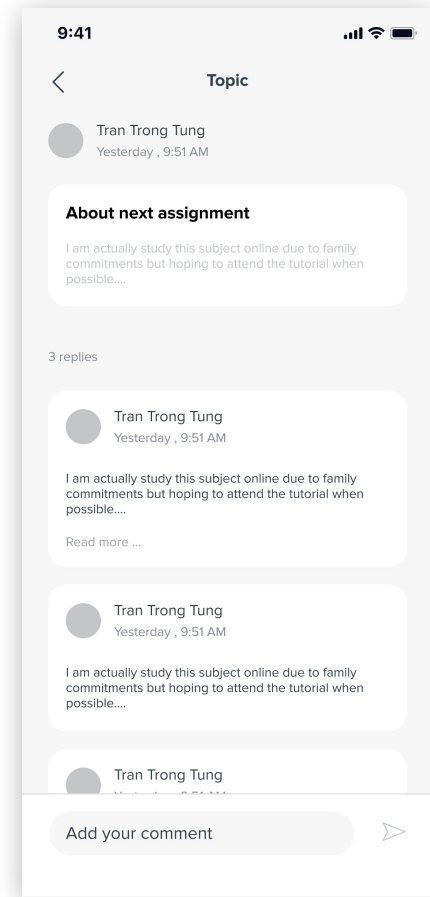 9:41
Topic
Tran Trong Tung
Yesterday , 9:51 AM
About next assignment
I am actually study this subject online due to family
commitments but hoping to attend the tutorial when
possible....
3 replies
Tran Trong Tung
Yesterday , 9:51 AM
I am actually study this subject online due to family
commitments but hoping to attend the tutorial when
possible....
Read more ...
Tran Trong Tung
Yesterday , 9:51 AM
I am actually study this subject online due to family
commitments but hoping to attend the tutorial when
possible....
Tran Trong Tung
Add your comment